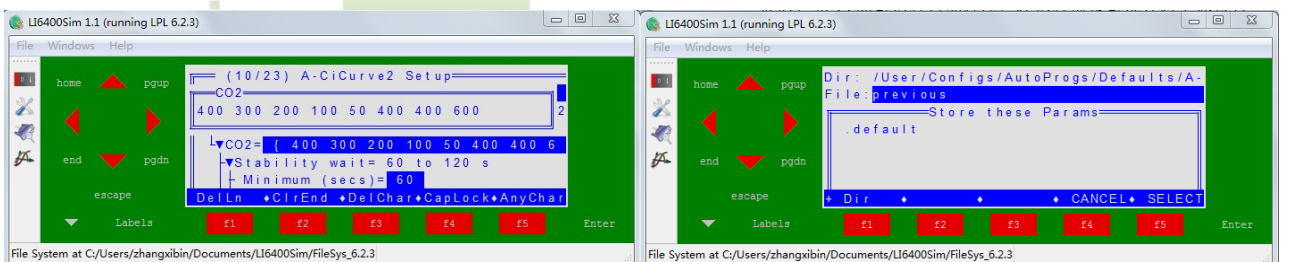 LI6400Sim 1.1 (running LPL 6.2.3)
File Windows Help
home pgup
end pgdn
escape
Labels f1 f2 f3 f4 f5 Enter
(10/23) A-CiCurve2 Setup
CO2
400 300 200 100 50 400 400 600
2
CO2= { 400 300 200 100 50 400 400 6
Stability wait= 60 to 120 s
Minimum (secs)= 60
DelLn ClrEnd DelChar CapLock AnyChar
File System at C:/Users/zhangxibin/Documents/LI6400Sim/FileSys_6.2.3
LI6400Sim 1.1 (running LPL 6.2.3)
File Windows Help
home pgup
end pgdn
escape
Labels f1 f2 f3 f4 f5 Enter
Dir: /User/Configs/AutoProgs/Defaults/A-
File:previous
Store these Params
.default
+ Dir CANCEL SELECT
File System at C:/Users/zhangxibin/Documents/LI6400Sim/FileSys_6.2.3